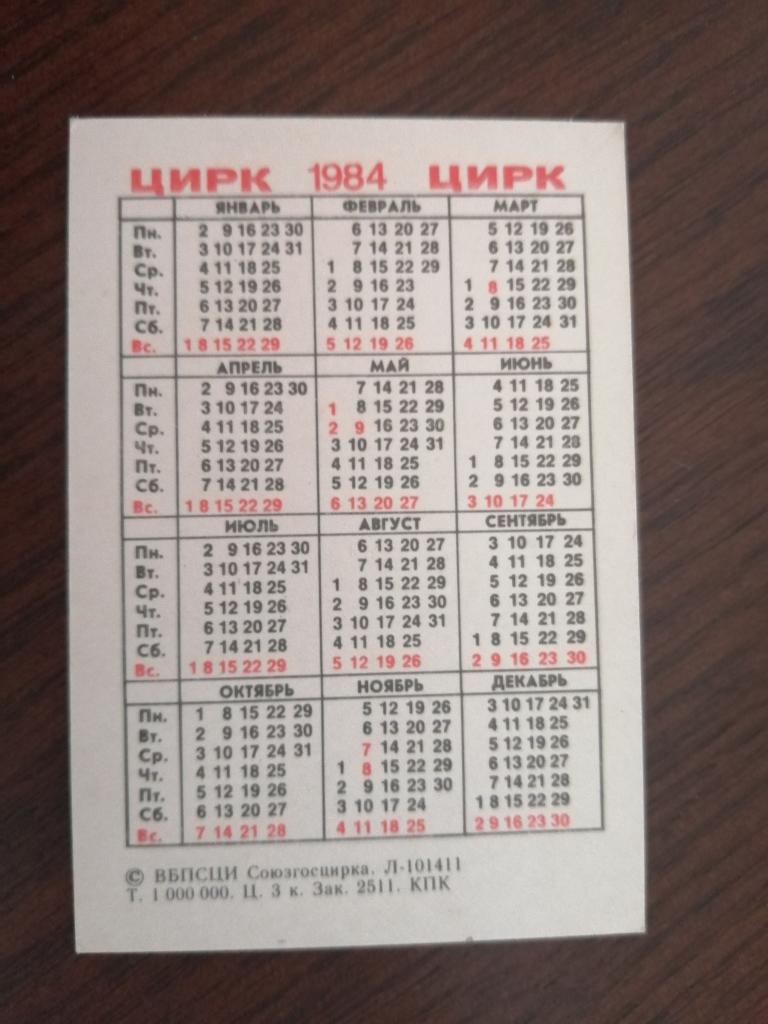 ЦИРК 1984 ЦИРК
ЯНВАРЬ ФЕВРАЛЬ МАРТ
Пн. 2 9 16 23 30 6 13 20 27 5 12 19 26
Вт. 3 10 17 24 31 7 14 21 28 6 13 20 27
Ср. 4 11 18 25 1 8 15 22 29 7 14 21 28
Чт. 5 12 19 26 2 9 16 23 1 8 15 22 29
Пт. 6 13 20 27 3 10 17 24 2 9 16 23 30
Сб. 7 14 21 28 4 11 18 25 3 10 17 24 31
Вс. 1 8 15 22 29 5 12 19 26 4 11 18 25
АПРЕЛЬ МАЙ ИЮНЬ
Пн. 2 9 16 23 30 7 14 21 28 4 11 18 25
Вт. 3 10 17 24 1 8 15 22 29 5 12 19 26
Ср. 4 11 18 25 2 9 16 23 30 6 13 20 27
Чт. 5 12 19 26 3 10 17 24 31 7 14 21 28
Пт. 6 13 20 27 4 11 18 25 1 8 15 22 29
Сб. 7 14 21 28 5 12 19 26 2 9 16 23 30
Вс. 1 8 15 22 29 6 13 20 27 3 10 17 24
ИЮЛЬ АВГУСТ СЕНТЯБРЬ
Пн. 2 9 16 23 30 6 13 20 27 3 10 17 24
Вт. 3 10 17 24 31 7 14 21 28 4 11 18 25
Ср. 4 11 18 25 1 8 15 22 29 5 12 19 26
Чт. 5 12 19 26 2 9 16 23 30 6 13 20 27
Пт. 6 13 20 27 3 10 17 24 31 7 14 21 28
Сб. 7 14 21 28 4 11 18 25 1 8 15 22 29
Вс. 1 8 15 22 29 5 12 19 26 2 9 16 23 30
ОКТЯБРЬ НОЯБРЬ ДЕКАБРЬ
Пн. 1 8 15 22 29 5 12 19 26 3 10 17 24 31
Вт. 2 9 16 23 30 6 13 20 27 4 11 18 25
Ср. 3 10 17 24 31 7 14 21 28 5 12 19 26
Чт. 4 11 18 25 1 8 15 22 29 6 13 20 27
Пт. 5 12 19 26 2 9 16 23 30 7 14 21 28
Сб. 6 13 20 27 3 10 17 24 1 8 15 22 29
Вс. 7 14 21 28 4 11 18 25 2 9 16 23 30
© ВБПСЦИ Союзгосцирка. Л-101411
Т. 1 000 000. Ц. 3 к. Зак. 2511. КПК